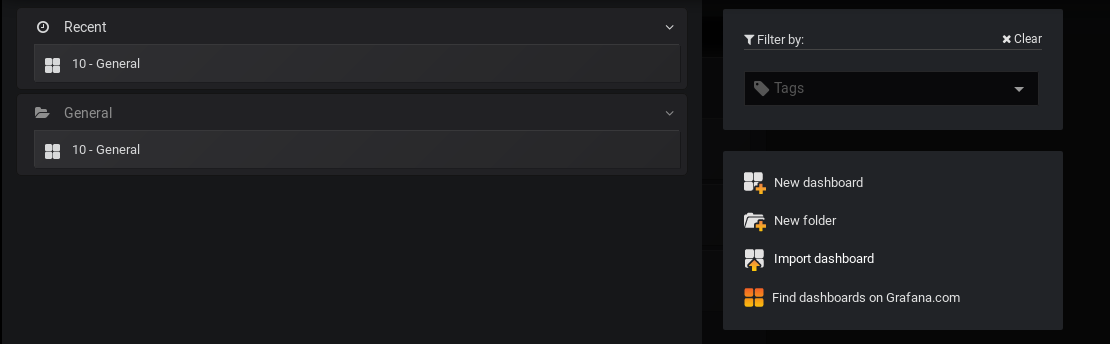 Recent
10 - General
General
10 - General
Filter by:
Clear
Tags
New dashboard
New folder
Import dashboard
Find dashboards on Grafana.com